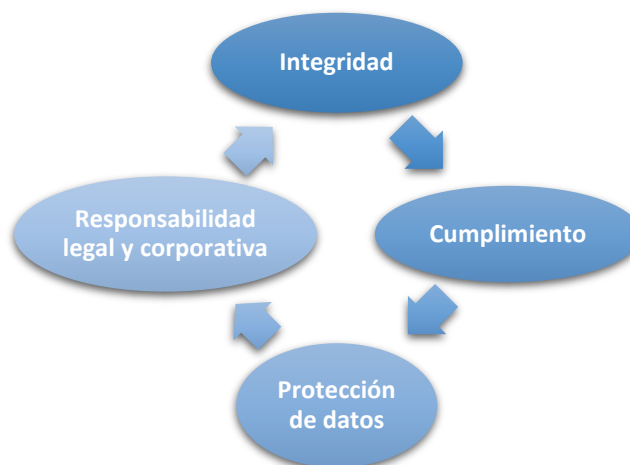 Integridad
Cumplimiento
Protección
de datos
Responsabilidad
legal y corporativa